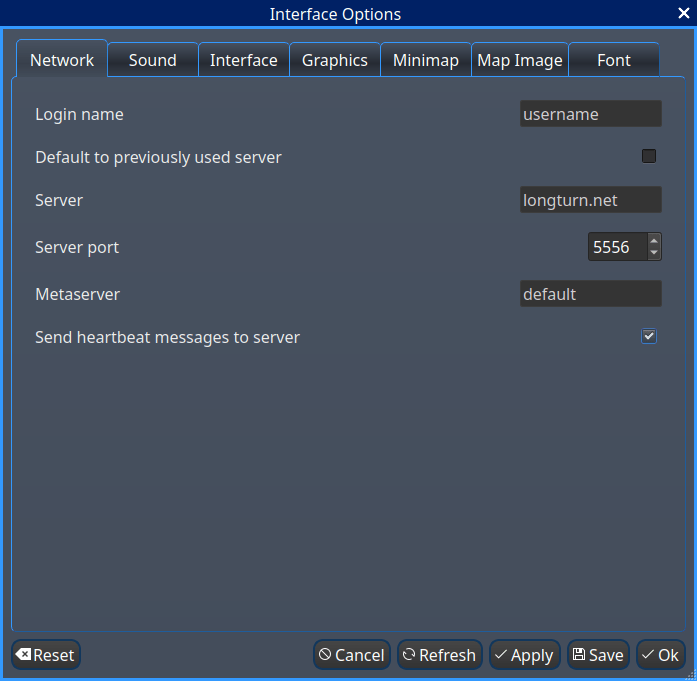 Interface Options
Network Sound Interface Graphics Minimap Map Image Font
Login name username
Default to previously used server
Server longturn.net
Server port 5556
Metaserver default
Send heartbeat messages to server
Reset Cancel Refresh Apply Save Ok